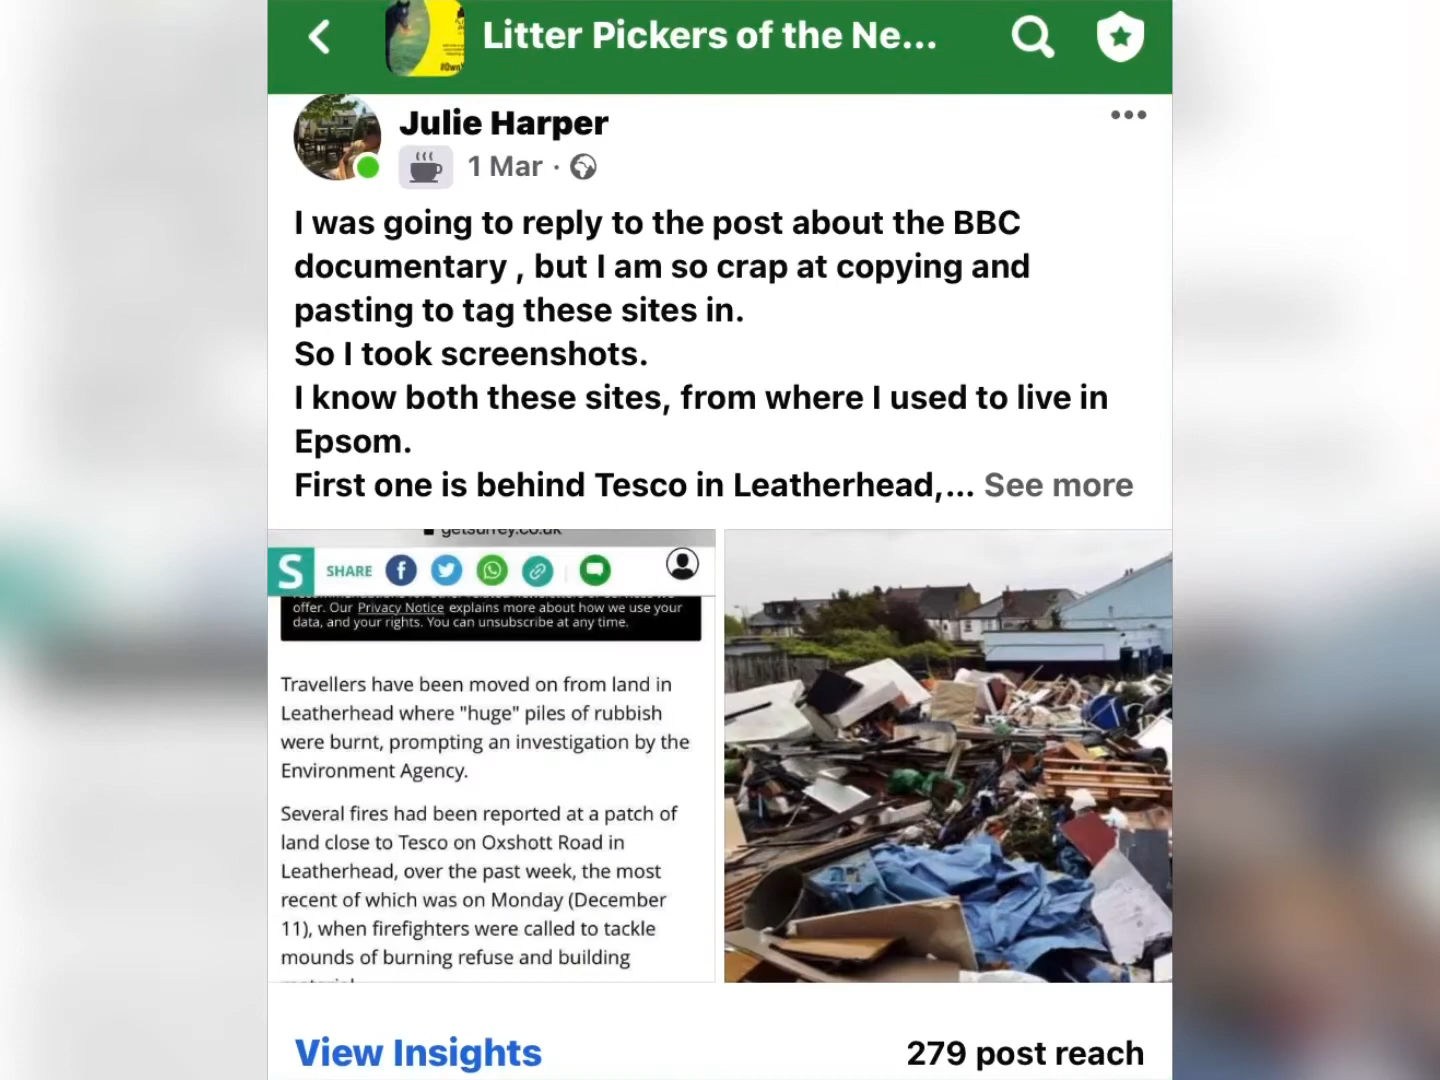 Litter Pickers of the Ne...
Julie Harper
1 Mar ·
I was going to reply to the post about the BBC
documentary , but I am so crap at copying and
pasting to tag these sites in.
So I took screenshots.
I know both these sites, from where I used to live in
Epsom.
First one is behind Tesco in Leatherhead,... See more
getsurrey.co.uk
S SHARE
offer. Our Privacy Notice explains more about how we use your
data, and your rights. You can unsubscribe at any time.
Travellers have been moved on from land in
Leatherhead where "huge" piles of rubbish
were burnt, prompting an investigation by the
Environment Agency.
Several fires had been reported at a patch of
land close to Tesco on Oxshott Road in
Leatherhead, over the past week, the most
recent of which was on Monday (December
11), when firefighters were called to tackle
mounds of burning refuse and building
View Insights
279 post reach